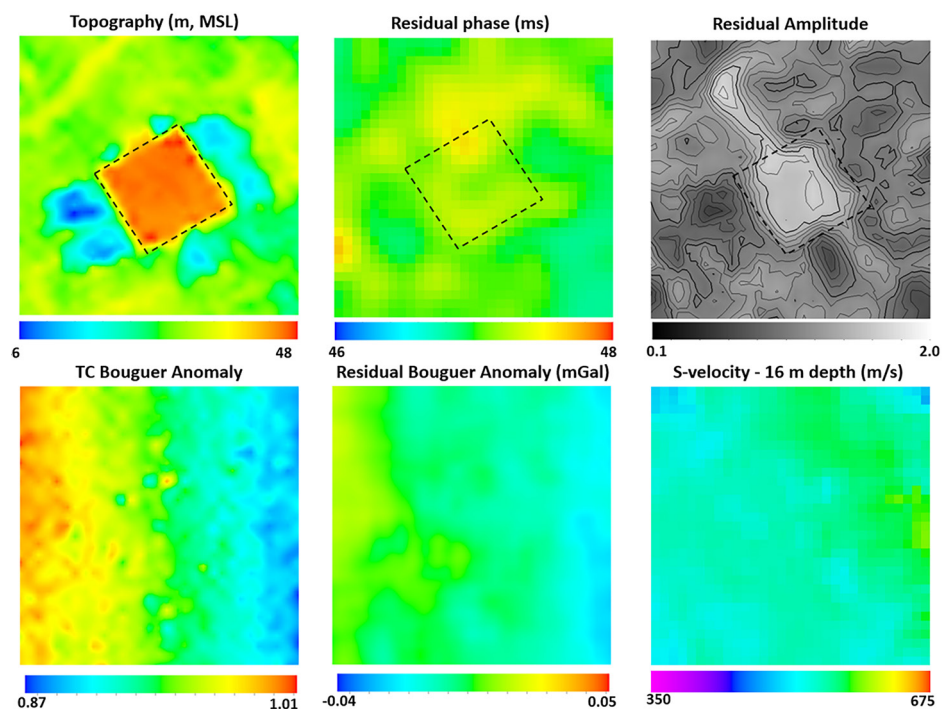 Topography (m, MSL)
Residual phase (ms)
Residual Amplitude
6 48
46 48
0.1 2.0
TC Bouguer Anomaly
Residual Bouguer Anomaly (mGal)
S-velocity - 16 m depth (m/s)
0.87 1.01
-0.04 0.05
350 675